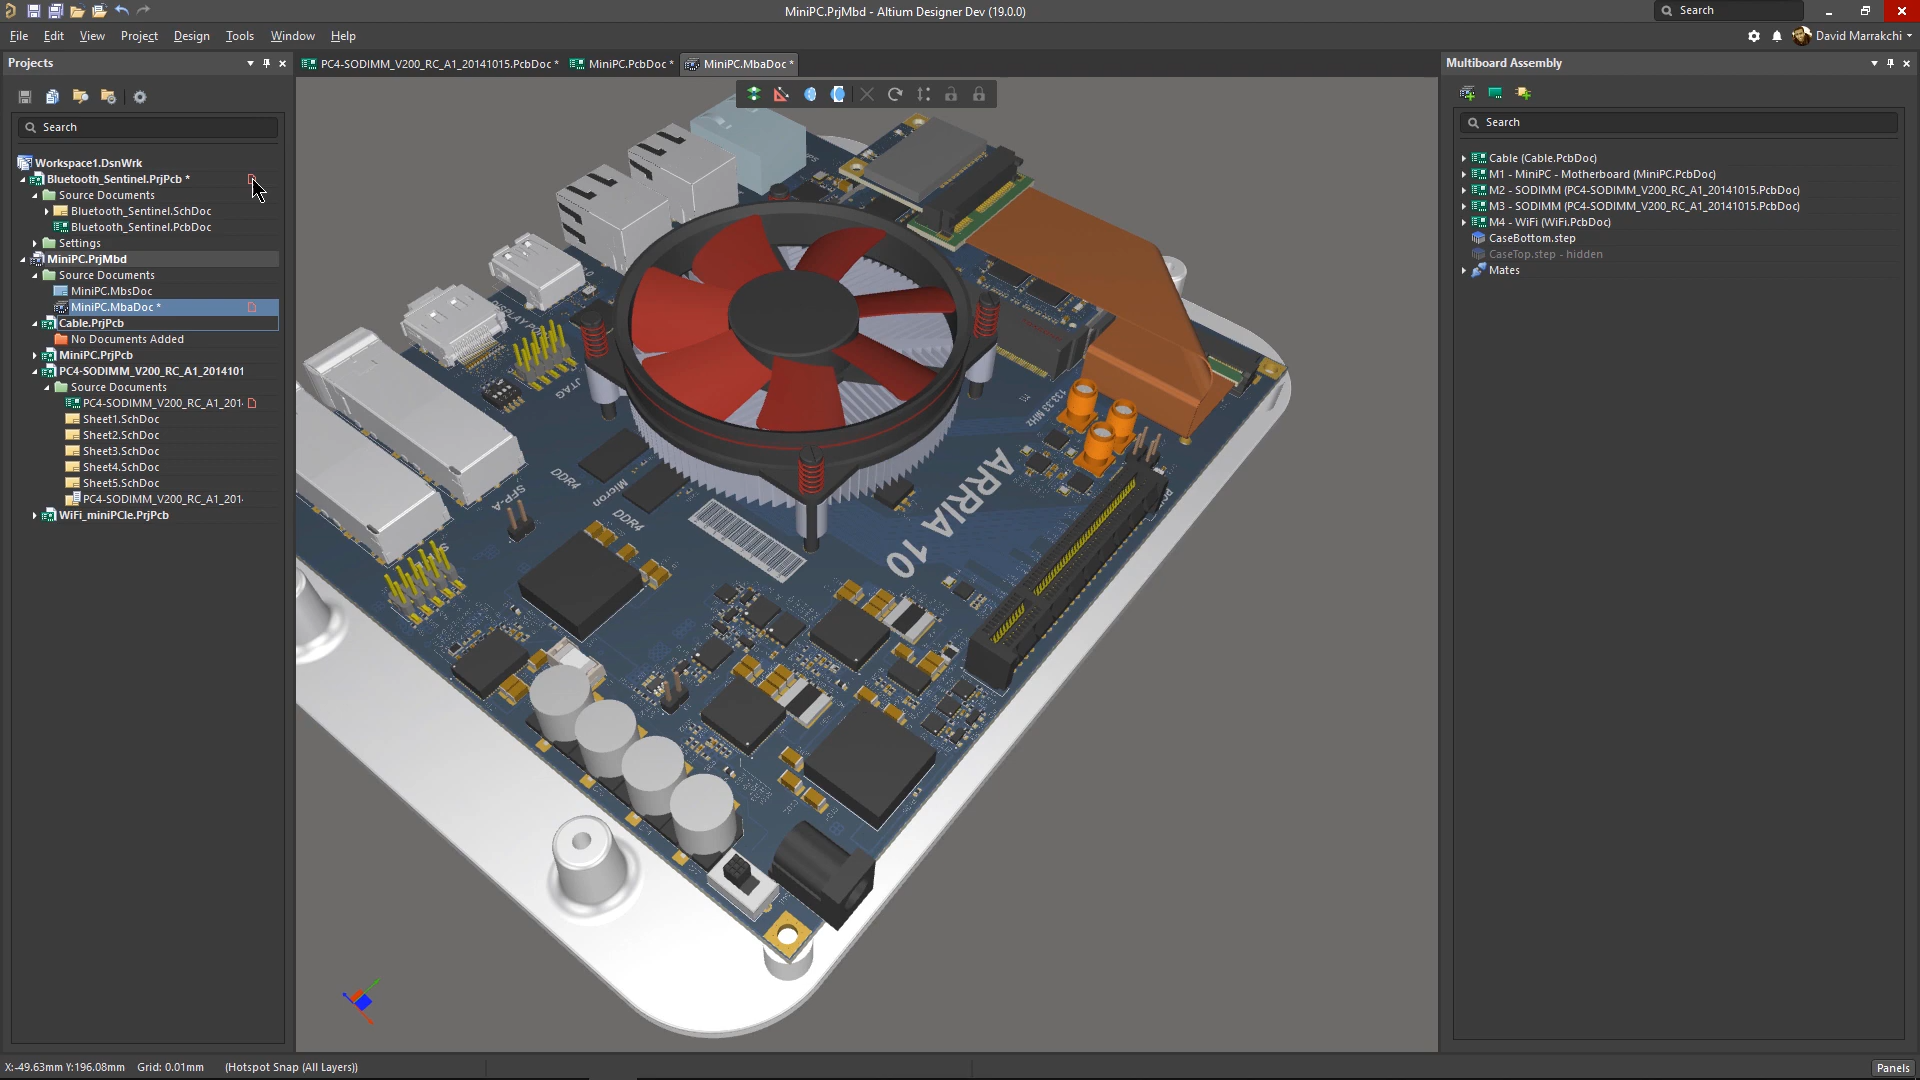 MiniPC.PrjMbd - Altium Designer Dev (19.0.0)
Search
File Edit View Project Design Tools Window Help
David Marrakchi
Projects
PC4-SODIMM_V200_RC_A1_20141015.PcbDoc *
MiniPC.PcbDoc *
MiniPC.MbaDoc *
Multiboard Assembly
Search
Workspace1.DsnWrk
Bluetooth_Sentinel.PrjPcb *
Source Documents
Bluetooth_Sentinel.SchDoc
Bluetooth_Sentinel.PcbDoc
Settings
MiniPC.PrjMbd
Source Documents
MiniPC.MbsDoc
MiniPC.MbaDoc *
Cable.PrjPcb
No Documents Added
MiniPC.PrjPcb
PC4-SODIMM_V200_RC_A1_2014101
Source Documents
PC4-SODIMM_V200_RC_A1_201
Sheet1.SchDoc
Sheet2.SchDoc
Sheet3.SchDoc
Sheet4.SchDoc
Sheet5.SchDoc
PC4-SODIMM_V200_RC_A1_201
WiFi_miniPCIe.PrjPcb
JTAG
133.33 MHz
DDR4
Micron
DDR4
SFP-A
ARRIA 10
Search
Cable (Cable.PcbDoc)
M1 - MiniPC - Motherboard (MiniPC.PcbDoc)
M2 - SODIMM (PC4-SODIMM_V200_RC_A1_20141015.PcbDoc)
M3 - SODIMM (PC4-SODIMM_V200_RC_A1_20141015.PcbDoc)
M4 - WiFi (WiFi.PcbDoc)
CaseBottom.step
CaseTop.step - hidden
Mates
X:-49.63mm Y:196.08mm Grid: 0.01mm (Hotspot Snap (All Layers))
Panels